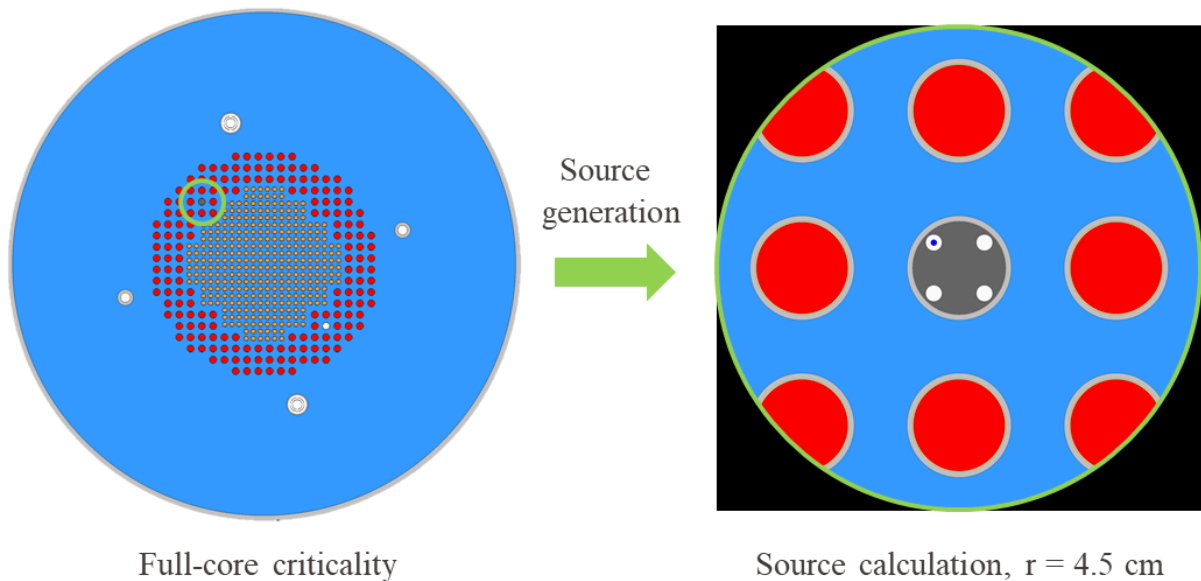 Source
generation
Full-core criticality
Source calculation, r = 4.5 cm